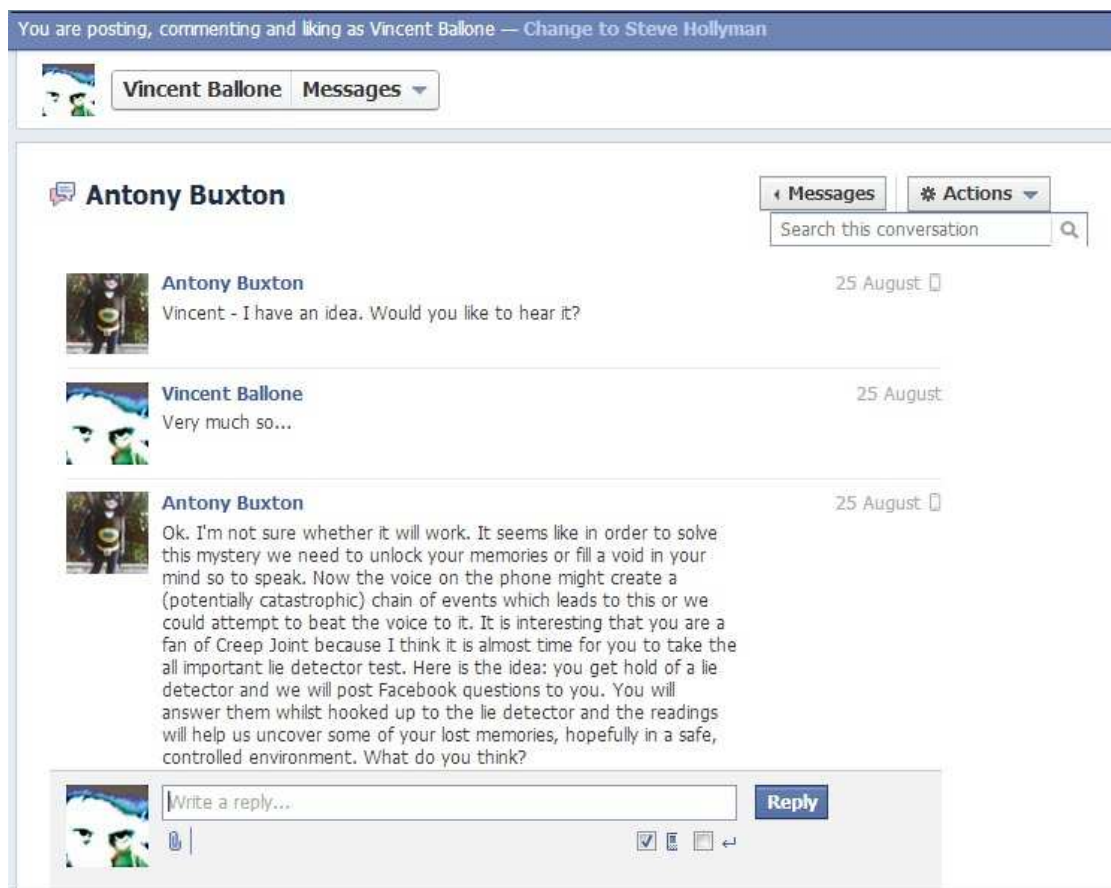 You are posting, commenting and liking as Vincent Ballone — Change to Steve Hollyman
Vincent Ballone Messages
Antony Buxton
Messages Actions
Search this conversation
Antony Buxton 25 August
Vincent - I have an idea. Would you like to hear it?
Vincent Ballone 25 August
Very much so...
Antony Buxton 25 August
Ok. I'm not sure whether it will work. It seems like in order to solve
this mystery we need to unlock your memories or fill a void in your
mind so to speak. Now the voice on the phone might create a
(potentially catastrophic) chain of events which leads to this or we
could attempt to beat the voice to it. It is interesting that you are a
fan of Creep Joint because I think it is almost time for you to take the
all important lie detector test. Here is the idea: you get hold of a lie
detector and we will post Facebook questions to you. You will
answer them whilst hooked up to the lie detector and the readings
will help us uncover some of your lost memories, hopefully in a safe,
controlled environment. What do you think?
Write a reply...
Reply